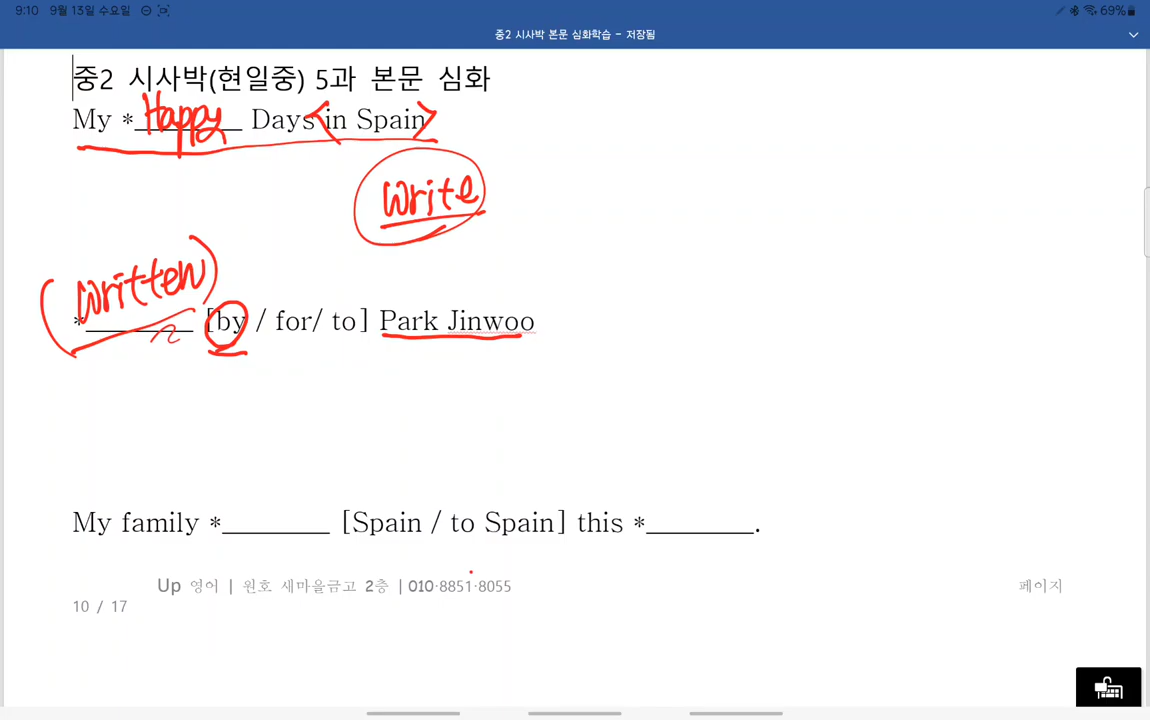 9:10 9월 13일 수요일 69%
중2 시사박 본문 심화학습 – 저장됨
중2 시사박(현일중) 5과 본문 심화
My *Happy Days <in Spain>
write
(written)
*________ [by / for/ to] Park Jinwoo
My family *________ [Spain / to Spain] this *________.
Up 영어 | 원호 새마을금고 2층 | 010·8851·8055 페이지
10 / 17